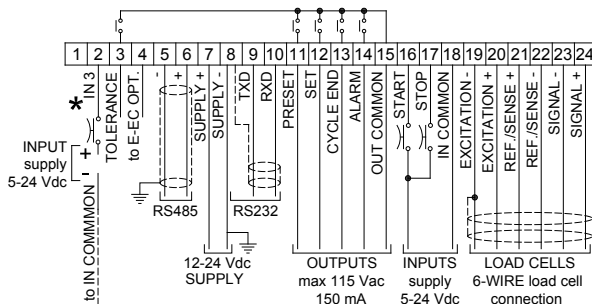 1 2 3 4 5 6 7 8 9 10 11 12 13 14 15 16 17 18 19 20 21 22 23 24
*
IN 3
TOLERANCE
to E-EC OPT.
-
+
SUPPLY +
SUPPLY -
TXD
RXD
PRESET
SET
CYCLE END
ALARM
OUT COMMON
START
STOP
IN COMMON
EXCITATION -
EXCITATION +
REF./SENSE +
REF./SENSE -
SIGNAL -
SIGNAL +
INPUT
supply
5-24 Vdc
+
-
to IN COMMMON
RS485
RS232
12-24 Vdc
SUPPLY
OUTPUTS
max 115 Vac
150 mA
INPUTS
supply
5-24 Vdc
LOAD CELLS
6-WIRE load cell
connection